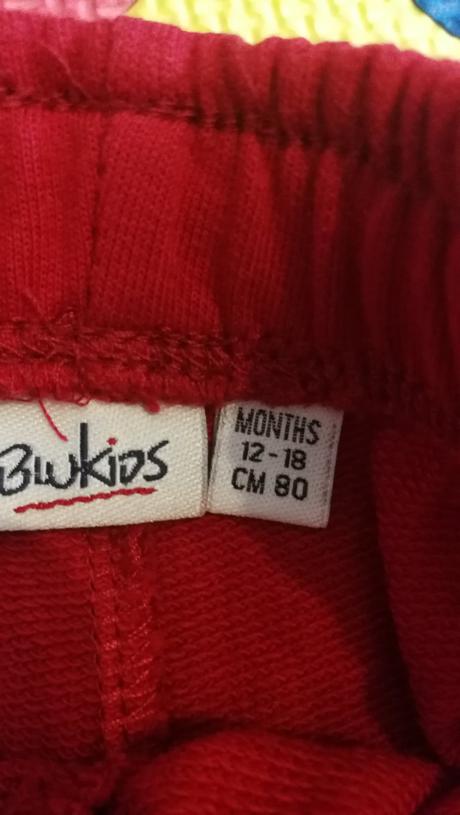 Blukids
MONTHS
12-18
CM 80